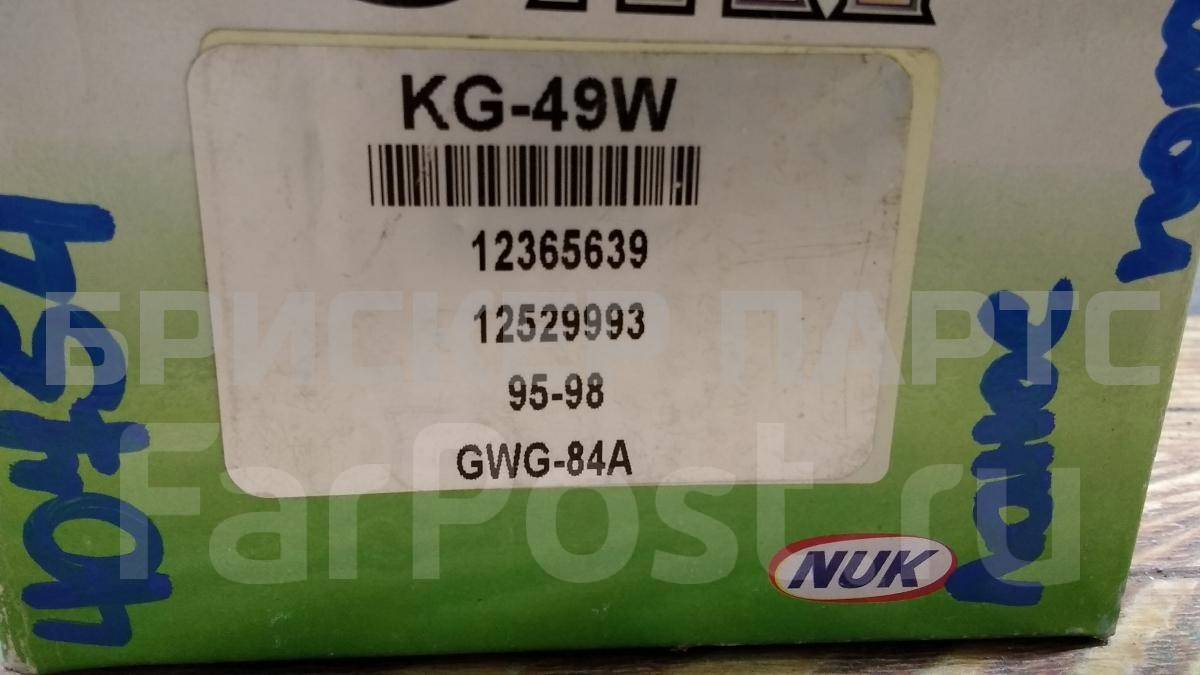 KG-49W
12365639
12529993
95-98
GWG-84A
NUK
БРИСКЕР ПАРТС
FarPost.ru